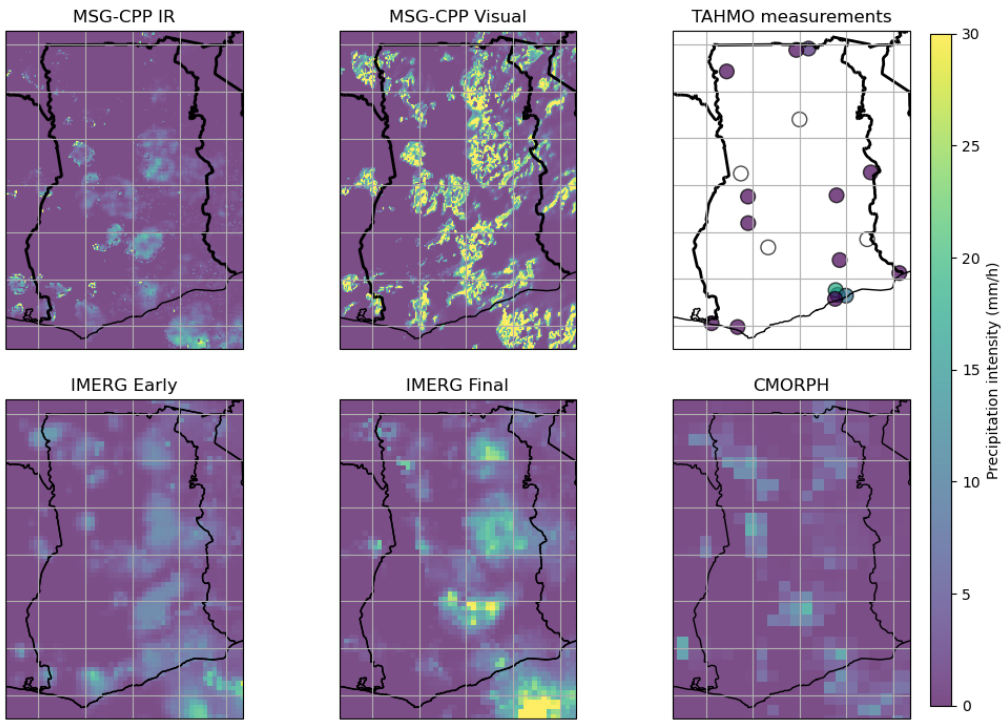 MSG-CPP IR
MSG-CPP Visual
TAHMO measurements
30
25
20
15
10
5
0
Precipitation intensity (mm/h)
IMERG Early
IMERG Final
CMORPH